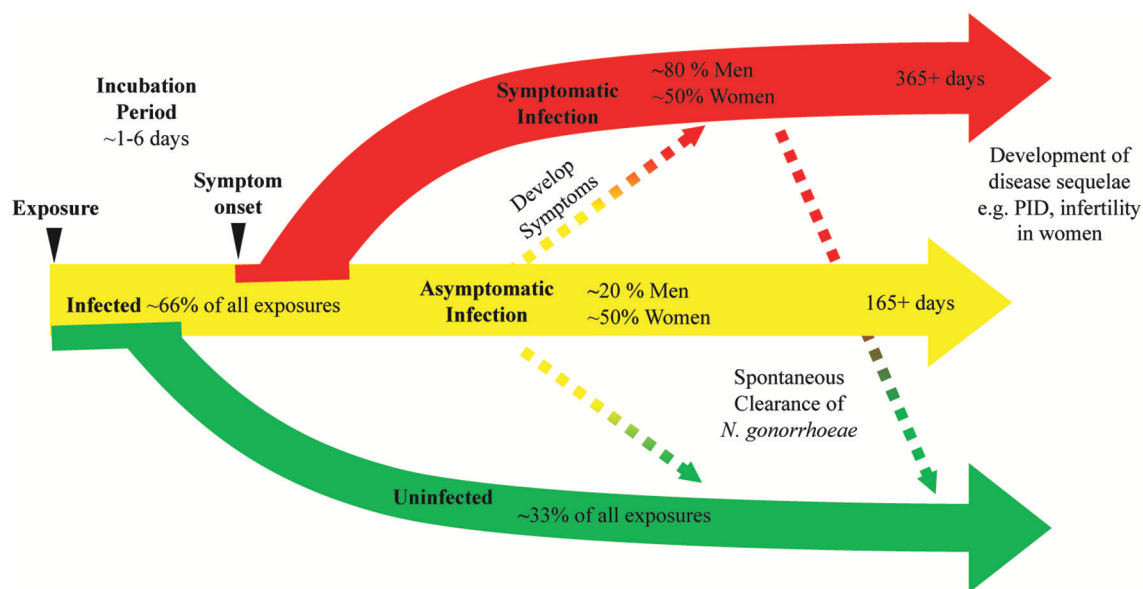 Incubation
Period
~1-6 days
Exposure
Symptom
onset
Symptomatic
Infection
~80 % Men
~50% Women
365+ days
Develop
Symptoms
Development of
disease sequelae
e.g. PID, infertility
in women
Infected ~66% of all exposures
Asymptomatic
Infection
~20 % Men
~50% Women
165+ days
Spontaneous
Clearance of
N. gonorrhoeae
Uninfected
~33% of all exposures